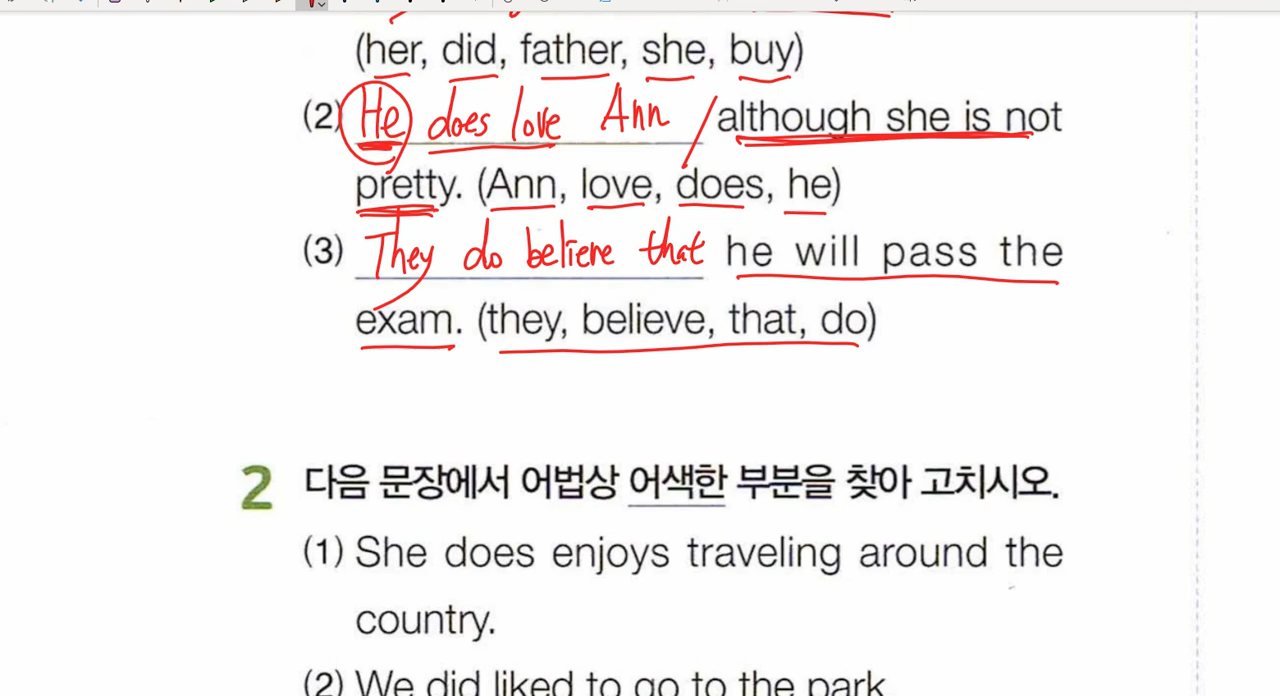 (her, did, father, she, buy)
(2) He does love Ann / although she is not
pretty. (Ann, love, does, he)
(3) They do believe that he will pass the
exam. (they, believe, that, do)
2 다음 문장에서 어법상 어색한 부분을 찾아 고치시오.
(1) She does enjoys traveling around the
country.
(2) We did liked to go to the park